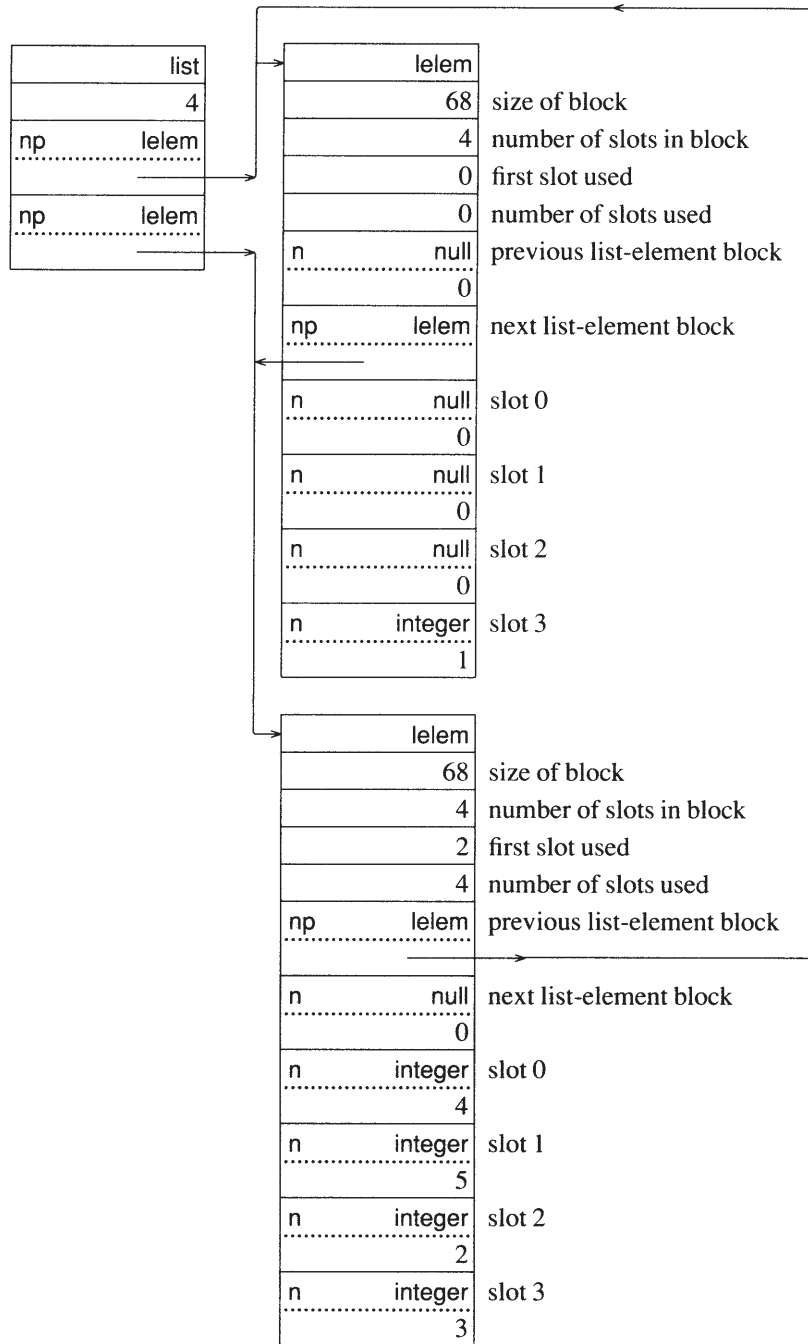 list
4
np lelem
np lelem
lelem
68 size of block
4 number of slots in block
0 first slot used
0 number of slots used
n null previous list-element block
0
np lelem next list-element block
n null slot 0
0
n null slot 1
0
n null slot 2
0
n integer slot 3
1
lelem
68 size of block
4 number of slots in block
2 first slot used
4 number of slots used
np lelem previous list-element block
n null next list-element block
0
n integer slot 0
4
n integer slot 1
5
n integer slot 2
2
n integer slot 3
3